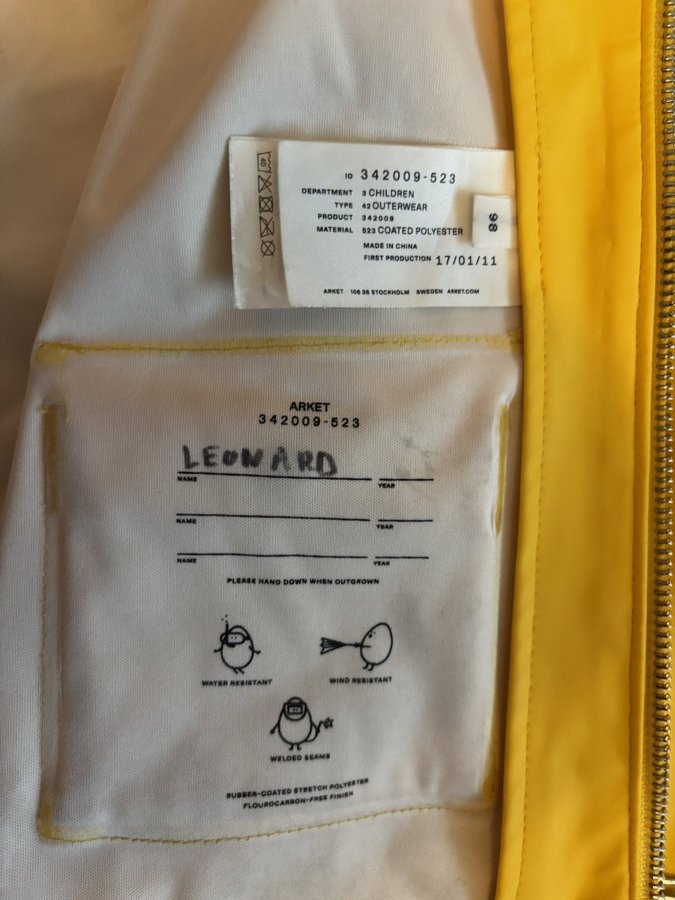 40
ID 342009-523
DEPARTMENT 3 CHILDREN
TYPE 42 OUTERWEAR
PRODUCT 342009
MATERIAL 523 COATED POLYESTER
MADE IN CHINA
FIRST PRODUCTION 17/01/11
98
ARKET 106 38 STOCKHOLM SWEDEN ARKET.COM
ARKET
342009-523
LEONARD
NAME YEAR
NAME YEAR
NAME YEAR
PLEASE HAND DOWN WHEN OUTGROWN
WATER RESISTANT WIND RESISTANT
WELDED SEAMS
RUBBER-COATED STRETCH POLYESTER
FLOUROCARBON-FREE FINISH